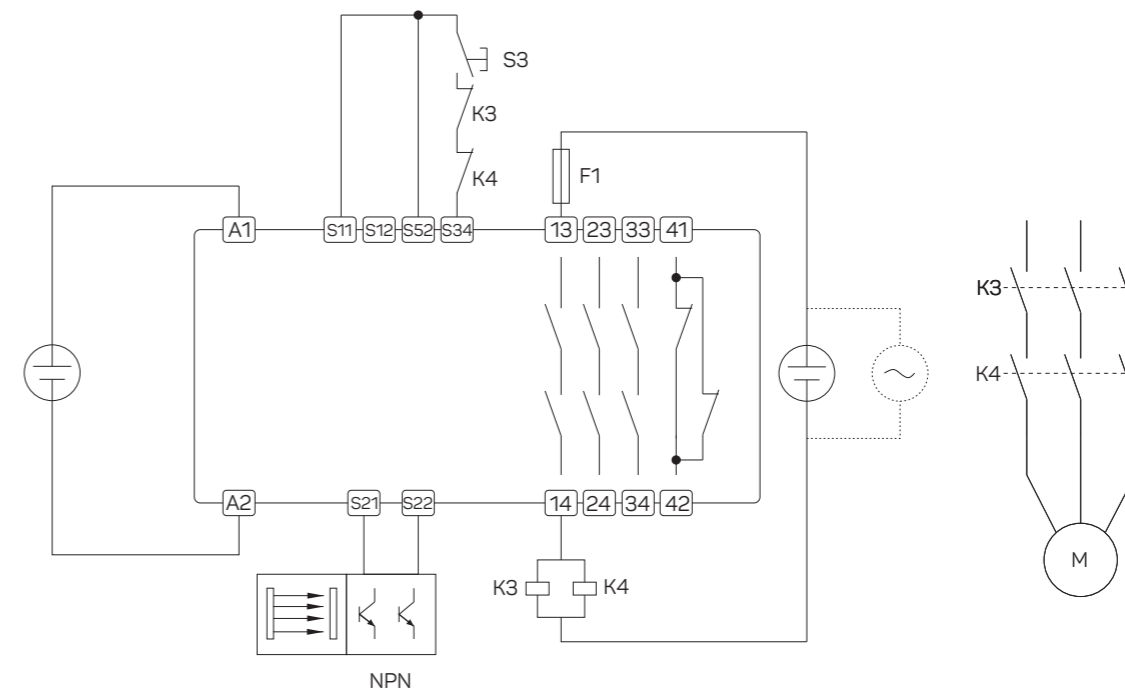 S3
K3
K4
F1
A1
S11 S12 S52 S34
13 23 33 41
K3
K4
A2
S21
S22
14 24 34 42
K3
K4
M
NPN